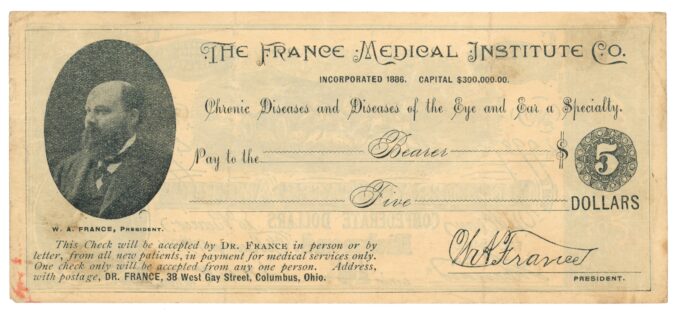 THE FRANCE MEDICAL INSTITUTE CO.
INCORPORATED 1886. CAPITAL $300.000.00.
Chronic Diseases and Diseases of the Eye and Ear a Specialty.
Pay to the Bearer $ 5
Five DOLLARS
W. A. FRANCE, PRESIDENT.
This Check will be accepted by DR. FRANCE in person or by
letter, from all new patients, in payment for medical services only.
One check only will be accepted from any one person. Address,
with postage, DR. FRANCE, 38 West Gay Street, Columbus, Ohio.
WA France
PRESIDENT.
CONFEDERATE DOLLARS